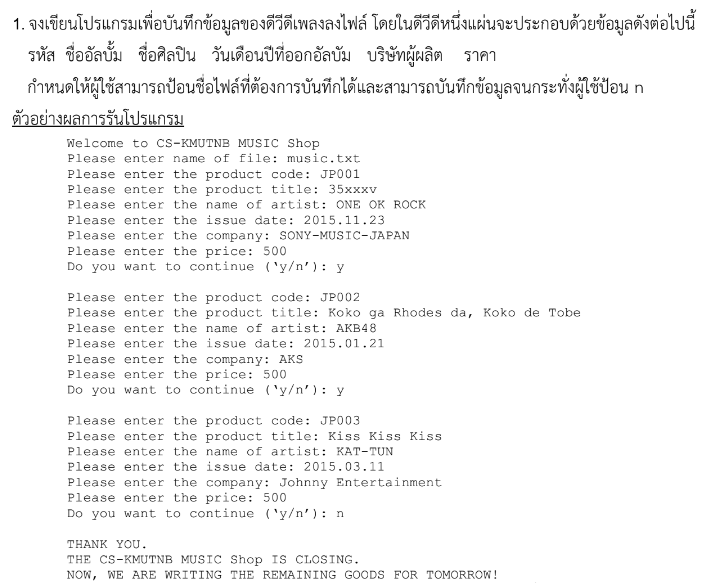 1. จงเขียนโปรแกรมเพื่อบันทึกข้อมูลของดีวีดีเพลงลงไฟล์ โดยในดีวีดีหนึ่งแผ่นจะประกอบด้วยข้อมูลดังต่อไปนี้
รหัส ชื่ออัลบั้ม ชื่อศิลปิน วันเดือนปีที่ออกอัลบัม บริษัทผู้ผลิต ราคา
กำหนดให้ผู้ใช้สามารถป้อนชื่อไฟล์ที่ต้องการบันทึกได้และสามารถบันทึกข้อมูลจนกระทั่งผู้ใช้ป้อน n
ตัวอย่างผลการรันโปรแกรม
Welcome to CS-KMUTNB MUSIC Shop
Please enter name of file: music.txt
Please enter the product code: JP001
Please enter the product title: 35xxxv
Please enter the name of artist: ONE OK ROCK
Please enter the issue date: 2015.11.23
Please enter the company: SONY-MUSIC-JAPAN
Please enter the price: 500
Do you want to continue (‘y/n’): y
Please enter the product code: JP002
Please enter the product title: Koko ga Rhodes da, Koko de Tobe
Please enter the name of artist: AKB48
Please enter the issue date: 2015.01.21
Please enter the company: AKS
Please enter the price: 500
Do you want to continue (‘y/n’): y
Please enter the product code: JP003
Please enter the product title: Kiss Kiss Kiss
Please enter the name of artist: KAT-TUN
Please enter the issue date: 2015.03.11
Please enter the company: Johnny Entertainment
Please enter the price: 500
Do you want to continue (‘y/n’): n
THANK YOU.
THE CS-KMUTNB MUSIC Shop IS CLOSING.
NOW, WE ARE WRITING THE REMAINING GOODS FOR TOMORROW!